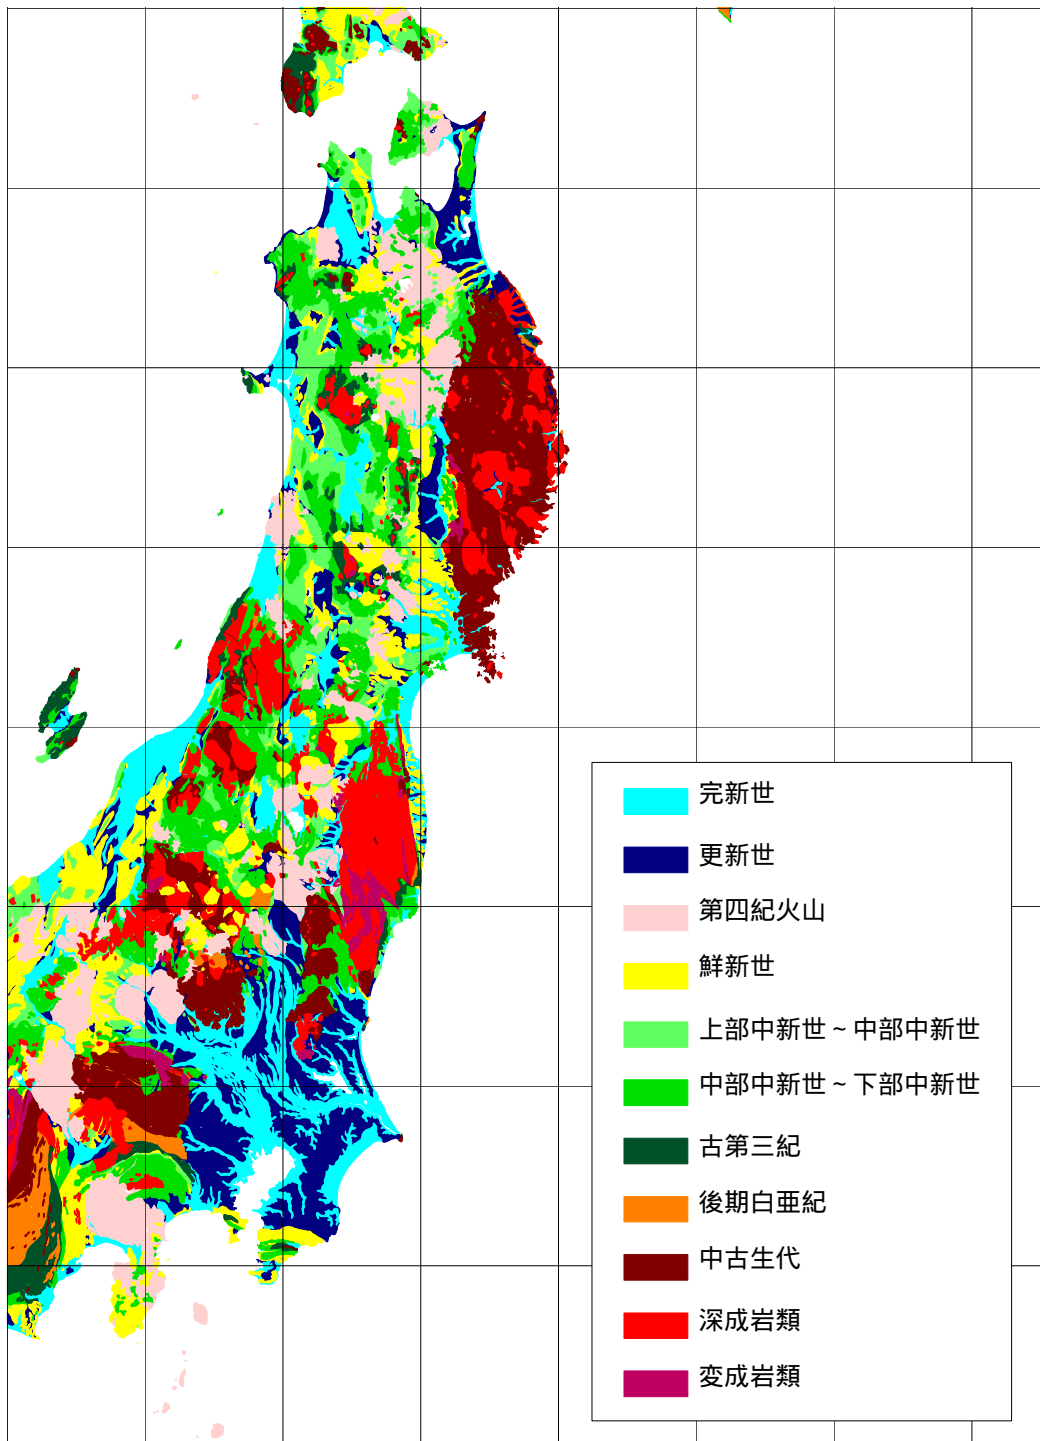 完新世
更新世
第四紀火山
鮮新世
上部中新世 ~ 中部中新世
中部中新世 ~ 下部中新世
古第三紀
後期白亜紀
中古生代
深成岩類
変成岩類